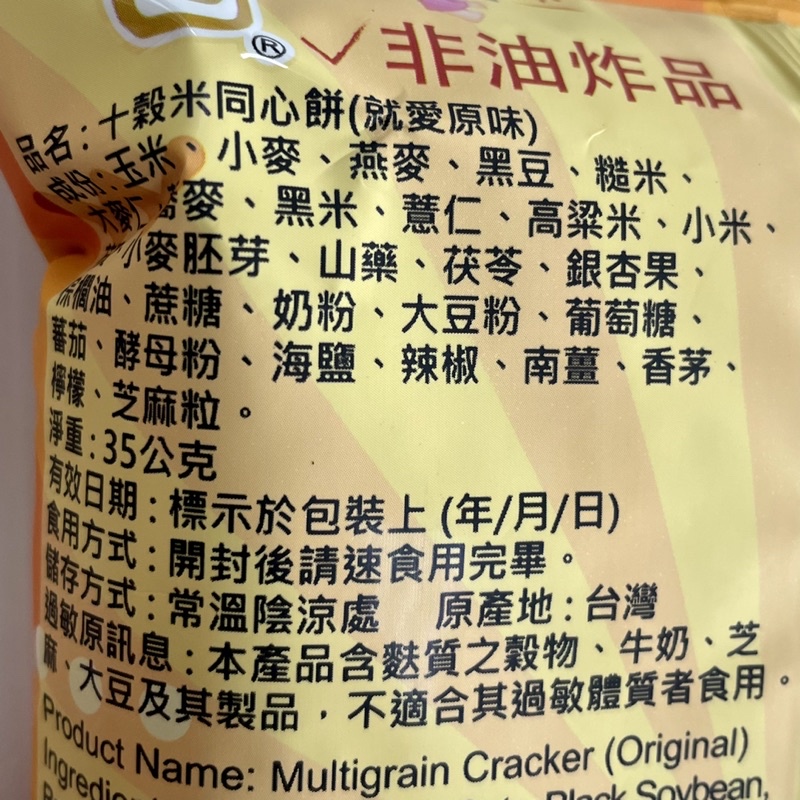 ®
✓非油炸品
品名:十穀米同心餅(就愛原味)
成份:玉米、小麥、燕麥、黑豆、糙米、
大麥仁蕎麥、黑米、薏仁、高粱米、小米、
小麥胚芽、山藥、茯苓、銀杏果、
油、蔗糖、奶粉、大豆粉、葡萄糖、
蕃茄、酵母粉、海鹽、辣椒、南薑、香茅、
檸檬、芝麻粒。
淨重:35公克
有效日期:標示於包裝上(年/月/日)
食用方式:開封後請速食用完畢。
儲存方式:常溫陰涼處 原產地:台灣
過敏原訊息:本產品含麩質之穀物、牛奶、芝
麻、大豆及其製品,不適合其過敏體質者食用。
Product Name: Multigrain Cracker (Original)
Black Soybean,